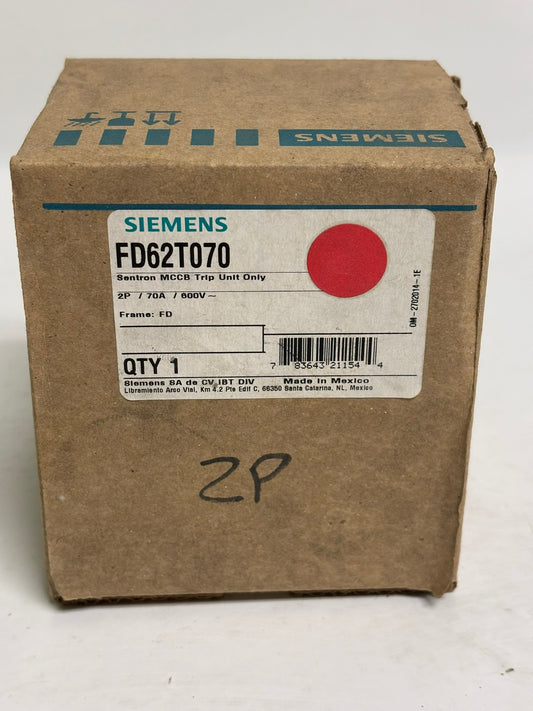 SIEMENS
SIEMENS
FD62T070
Sentron MCCB Trip Unit Only
2P / 70A / 600V ~
Frame: FD
OM - 2702014 - 1E
QTY 1
7 83643 21154 4
Siemens SA de CV IBT DIV Made in Mexico
Libramiento Arco Vial, Km 4.2 Pte Edif C, 66350 Santa Catarina, NL, Mexico
2P